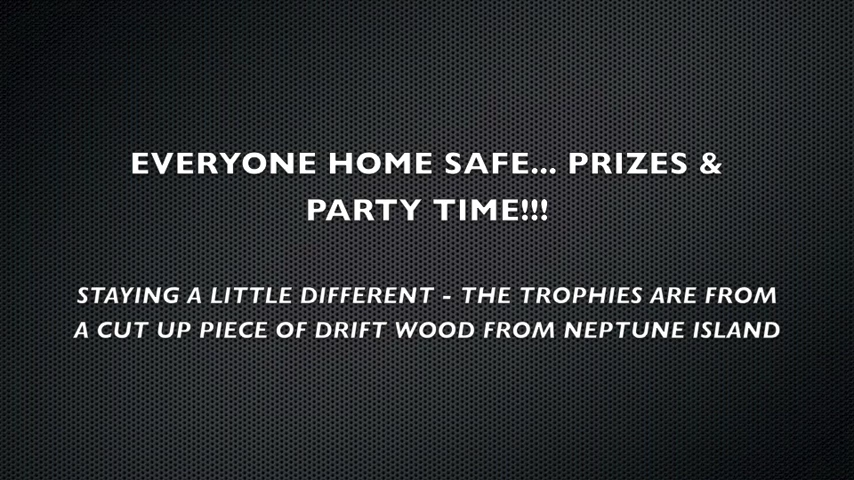 EVERYONE HOME SAFE... PRIZES &
PARTY TIME!!!
STAYING A LITTLE DIFFERENT - THE TROPHIES ARE FROM
A CUT UP PIECE OF DRIFT WOOD FROM NEPTUNE ISLAND